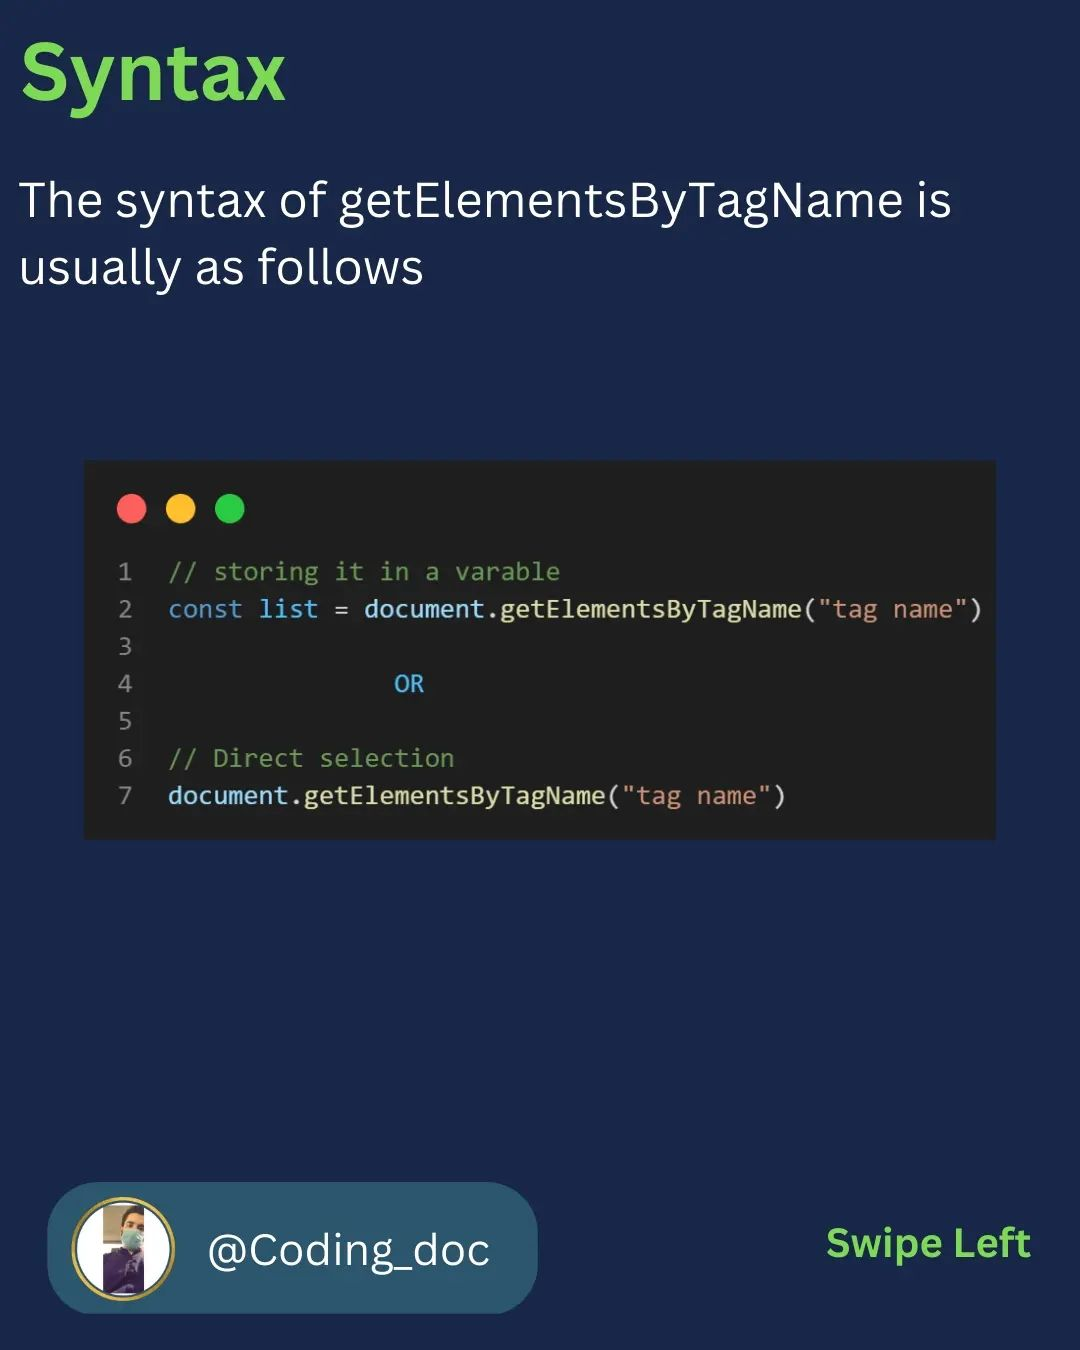 Syntax
The syntax of getElementsByTagName is
usually as follows
1 // storing it in a varable
2 const list = document.getElementsByTagName("tag name")
3
4 OR
5
6 // Direct selection
7 document.getElementsByTagName("tag name")
@Coding_doc
Swipe Left